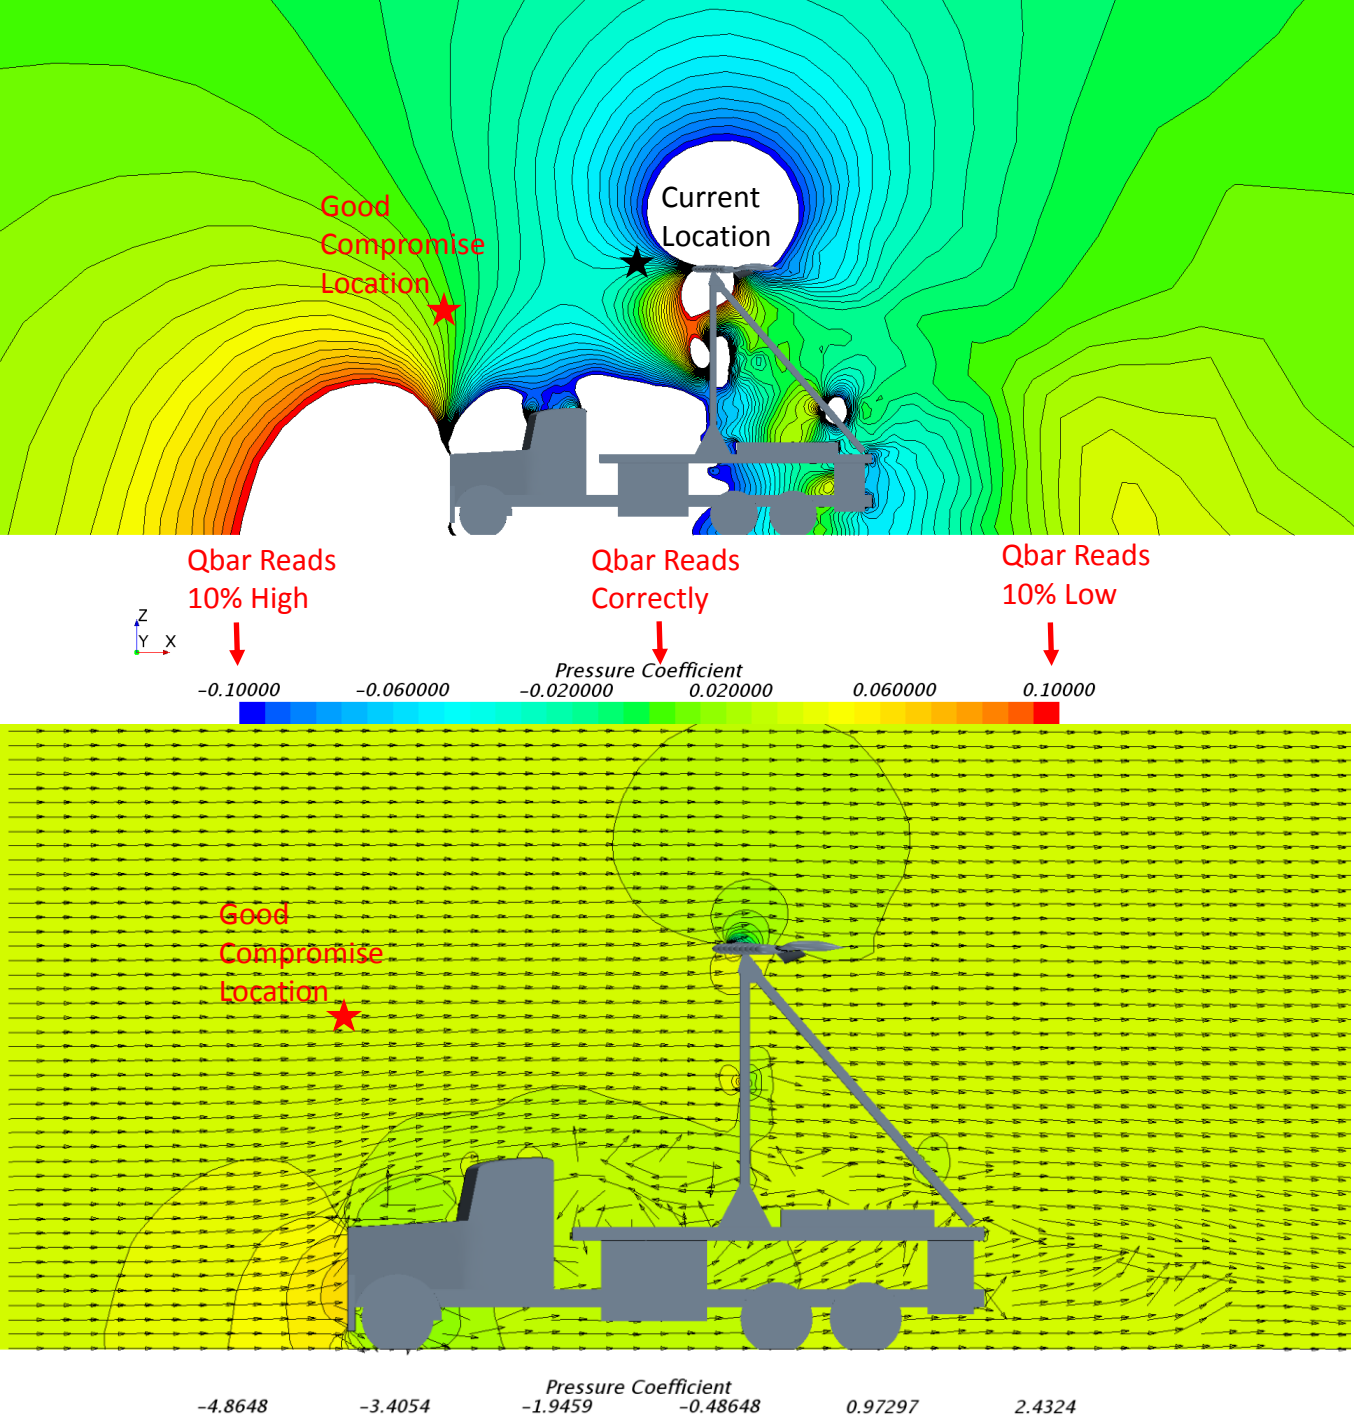 Current
Location
Good
Compromise
Location
Qbar Reads
10% High
Qbar Reads
Correctly
Qbar Reads
10% Low
Z
Y X
Pressure Coefficient
-0.10000 -0.060000 -0.020000 0.020000 0.060000 0.10000
Good
Compromise
Location
Pressure Coefficient
-4.8648 -3.4054 -1.9459 -0.48648 0.97297 2.4324